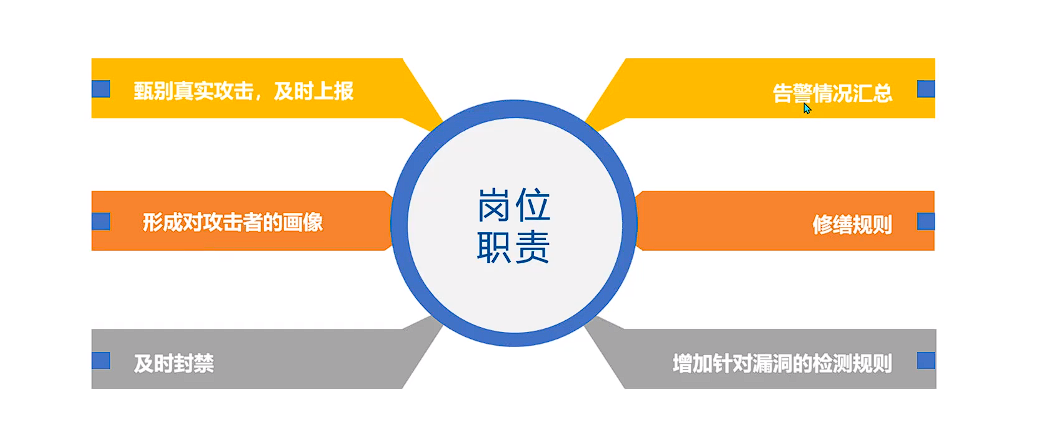 甄别真实攻击，及时上报
告警情况汇总
形成对攻击者的画像
岗位
职责
修缮规则
及时封禁
增加针对漏洞的检测规则